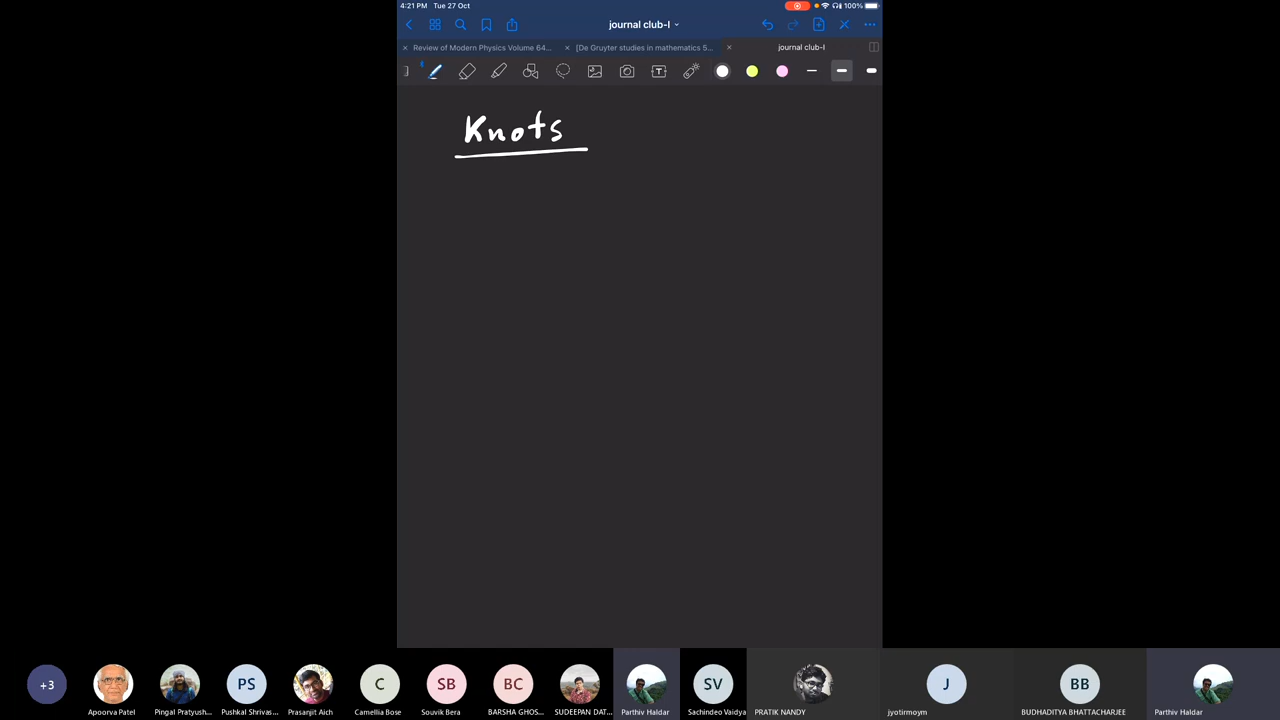 4:21 PM Tue 27 Oct
100%
journal club-I
Review of Modern Physics Volume 64...
[De Gruyter studies in mathematics 5...
journal club-I
T
Knots
+3
PS
C
SB
BC
SV
J
BB
Apoorva Patel
Pingal Pratyush...
Pushkal Shrivas...
Prasanjit Aich
Camellia Bose
Souvik Bera
BARSHA GHOS...
SUDEEPAN DAT...
Parthiv Haldar
Sachindeo Vaidya
PRATIK NANDY
jyotirmoym
BUDHADITYA BHATTACHARJEE
Parthiv Haldar